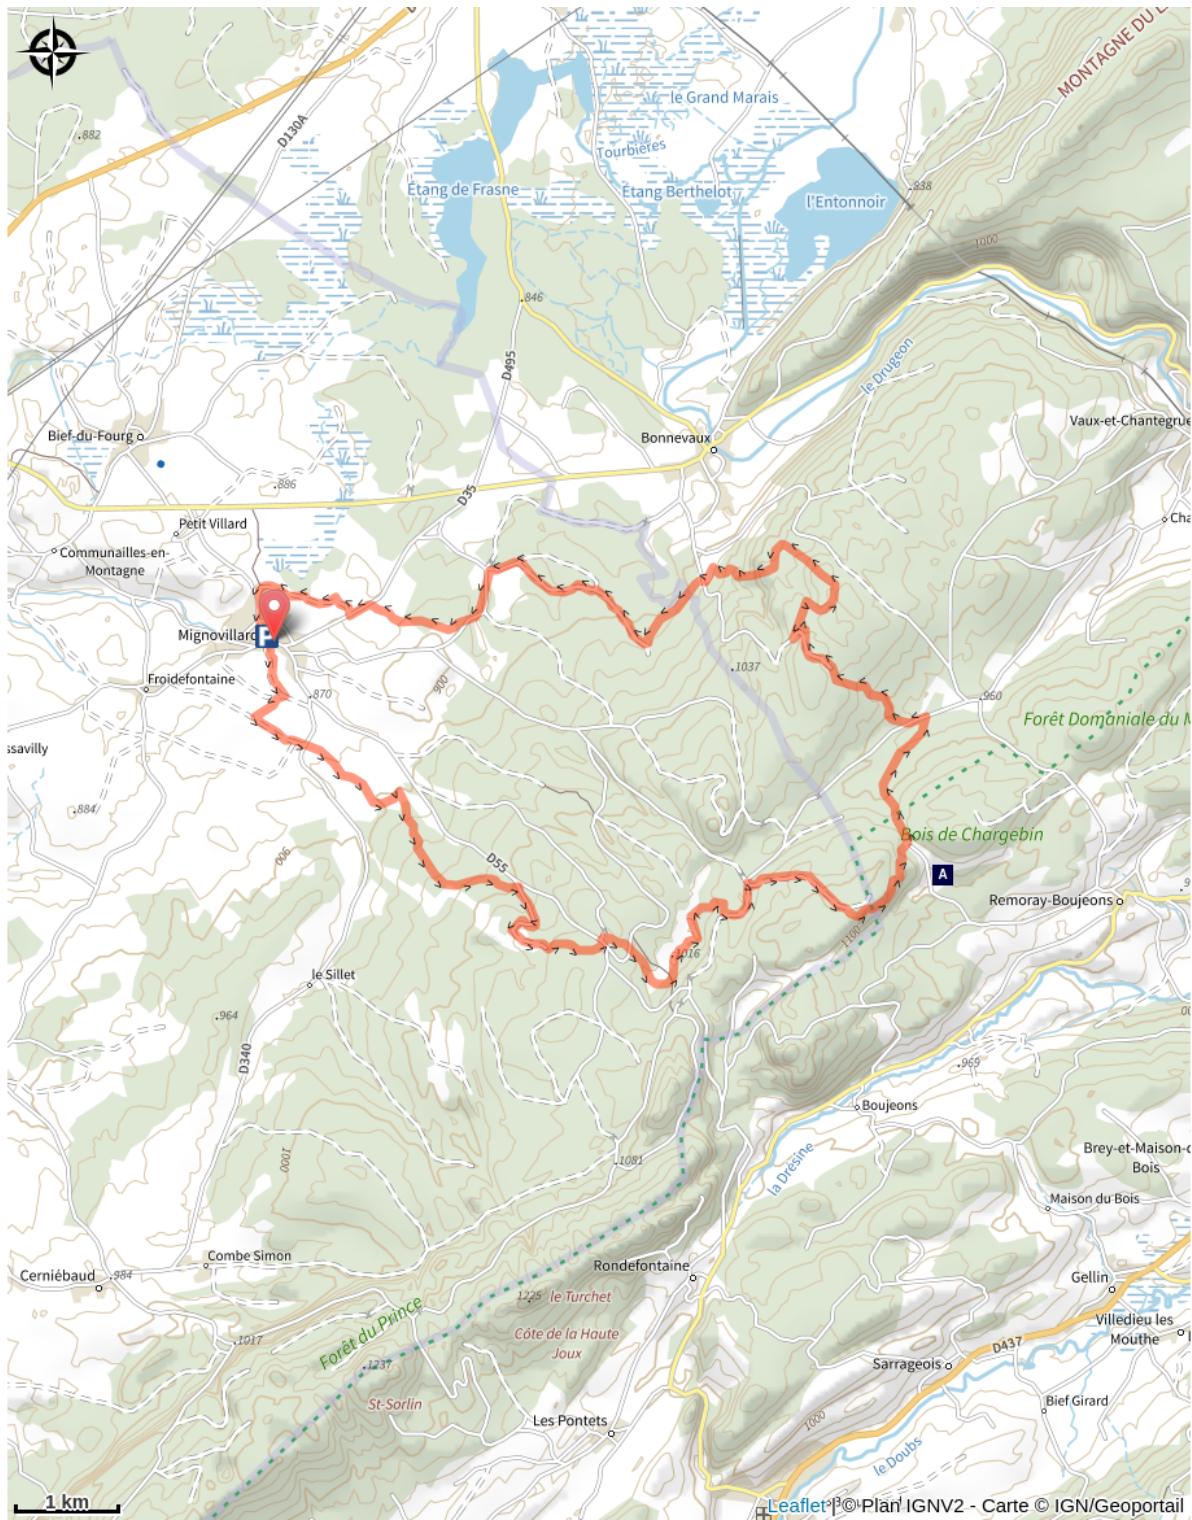 MONTAGNE DU
le Grand Marais
882
D130A
Tourbières
Étang de Frasne
Étang Berthelot
l'Entonnoir
838
1000
846
D495
le Drugeon
Vaux-et-Chantegrue
Bief-du-Fourg
Bonnevaux
886
D35
Petit Villard
Cha
Communailles-en-
Montagne
Mignovillard
P
1037
Froidefontaine
870
900
960
Forêt Domaniale du M
ssavilly
884
Bois de Chargebin
900
D55
A
Remoray-Boujeons
1100
1016
le Sillet
964
D340
969
Boujeons
1000
1081
la Drésine
Brey-et-Maison-d
Bois
Maison du Bois
Combe Simon
Cerniébaud
984
Rondefontaine
Gellin
1225
le Turchet
Forêt du Prince
Côte de la Haute
Joux
Villedieu les
Mouthe
1017
1237
D437
Sarrageois
St-Sorlin
Bief Girard
Les Pontets
1000
le Doubs
1 km
Leaflet | © Plan IGNV2 - Carte © IGN/Geoportail